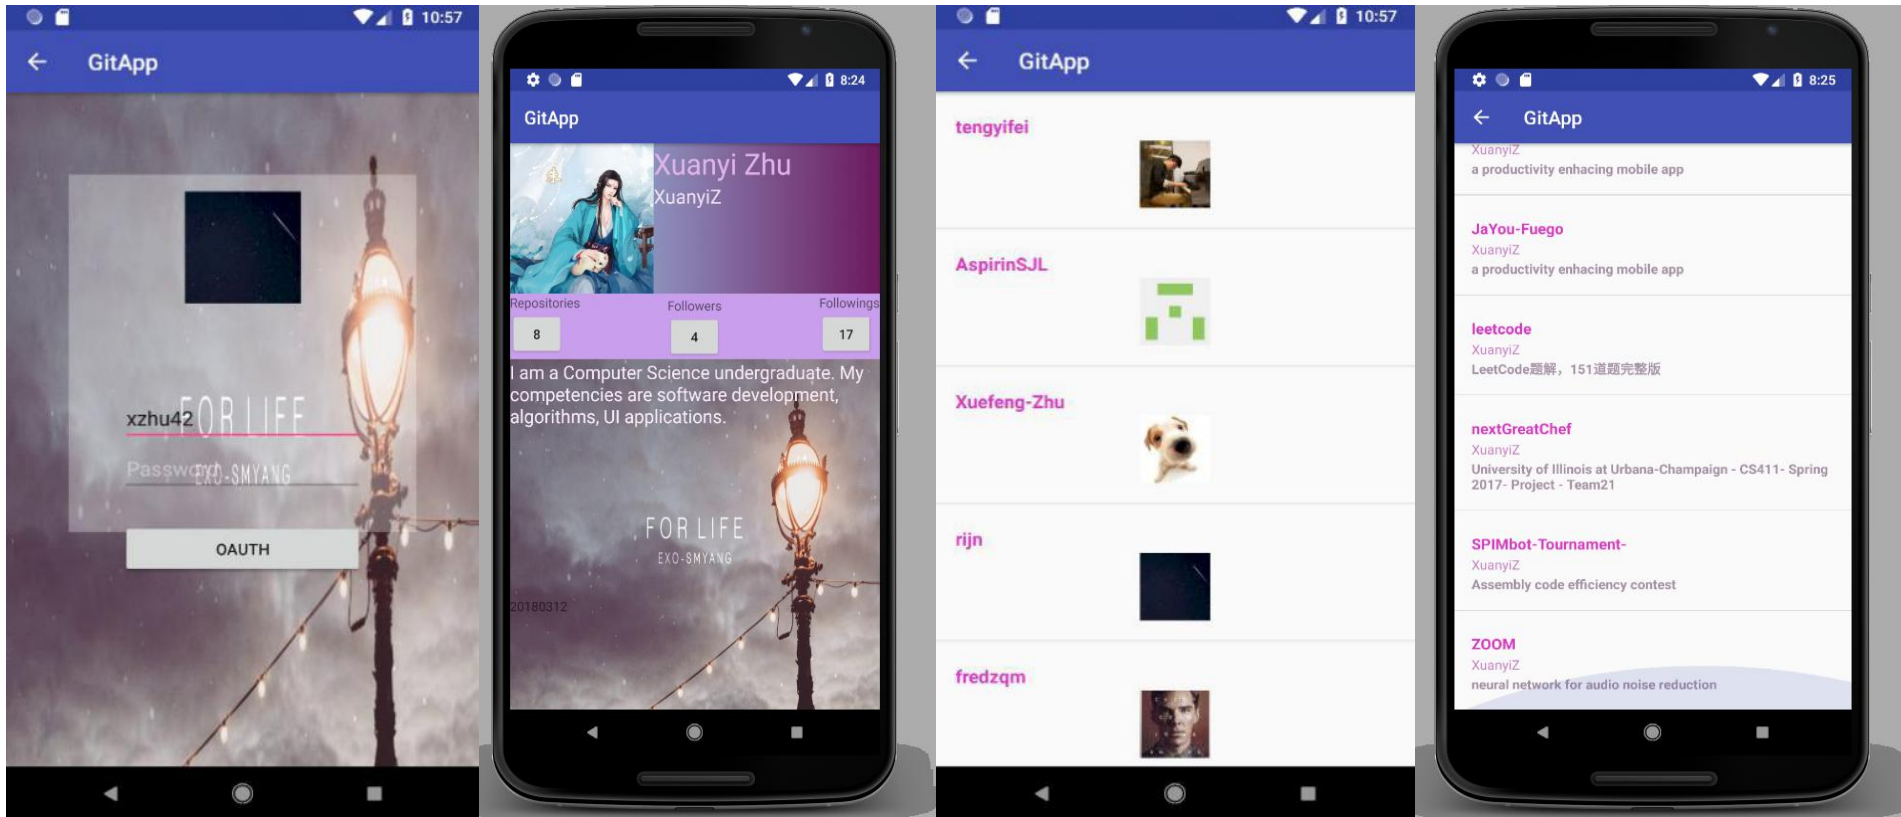 10:57
GitApp
xzhu42
FOR LIFE
Password
EXO-SMYANG
OAUTH
8:24
GitApp
Xuanyi Zhu
XuanyiZ
Repositories
Followers
Followings
8
4
17
I am a Computer Science undergraduate. My
competencies are software development,
algorithms, UI applications.
FOR LIFE
EXO-SMYANG
20180312
10:57
GitApp
tengyifei
AspirinSJL
Xuefeng-Zhu
rijn
fredzqm
8:25
GitApp
XuanyiZ
a productivity enhacing mobile app
JaYou-Fuego
XuanyiZ
a productivity enhacing mobile app
leetcode
XuanyiZ
LeetCode题解，151道题完整版
nextGreatChef
XuanyiZ
University of Illinois at Urbana-Champaign - CS411- Spring
2017- Project - Team21
SPIMbot-Tournament-
XuanyiZ
Assembly code efficiency contest
ZOOM
XuanyiZ
neural network for audio noise reduction